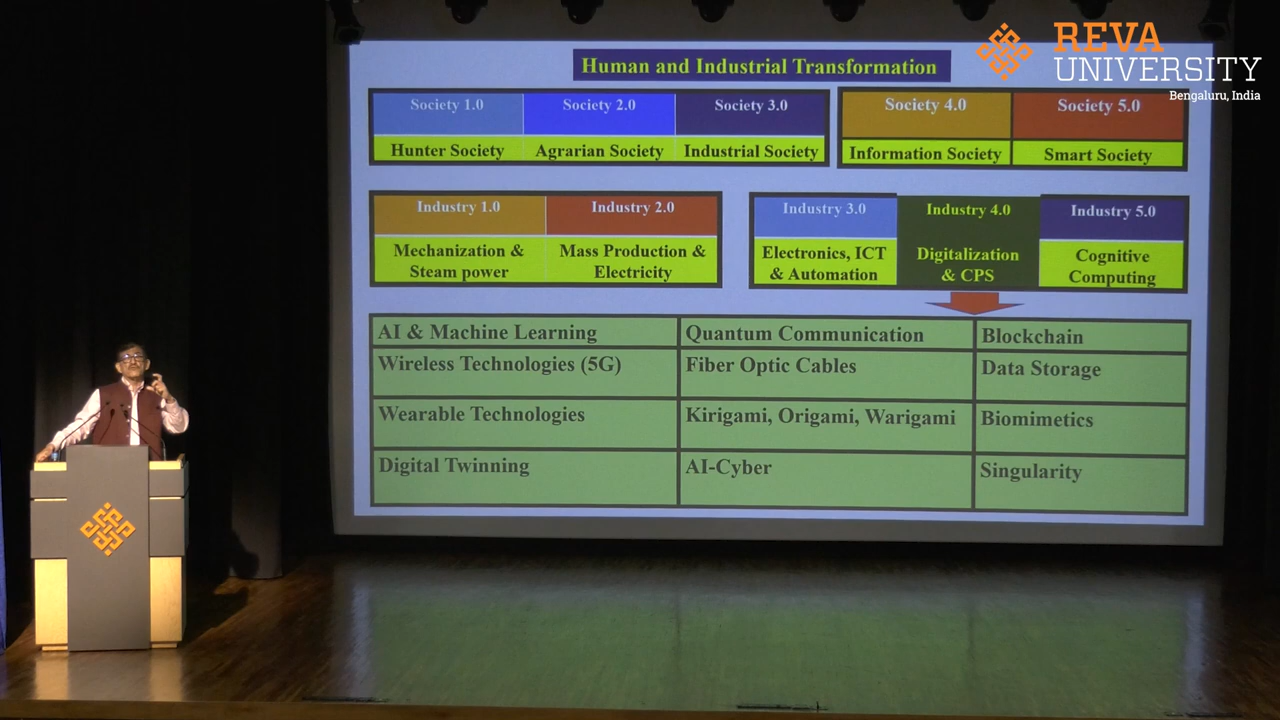 REVA
UNIVERSITY
Bengaluru, India
Human and Industrial Transformation
Society 1.0 Society 2.0 Society 3.0 Society 4.0 Society 5.0
Hunter Society Agrarian Society Industrial Society Information Society Smart Society
Industry 1.0 Industry 2.0 Industry 3.0 Industry 4.0 Industry 5.0
Mechanization & Mass Production & Electronics, ICT Digitalization Cognitive
Steam power Electricity & Automation & CPS Computing
AI & Machine Learning Quantum Communication Blockchain
Wireless Technologies (5G) Fiber Optic Cables Data Storage
Wearable Technologies Kirigami, Origami, Warigami Biomimetics
Digital Twinning AI-Cyber Singularity